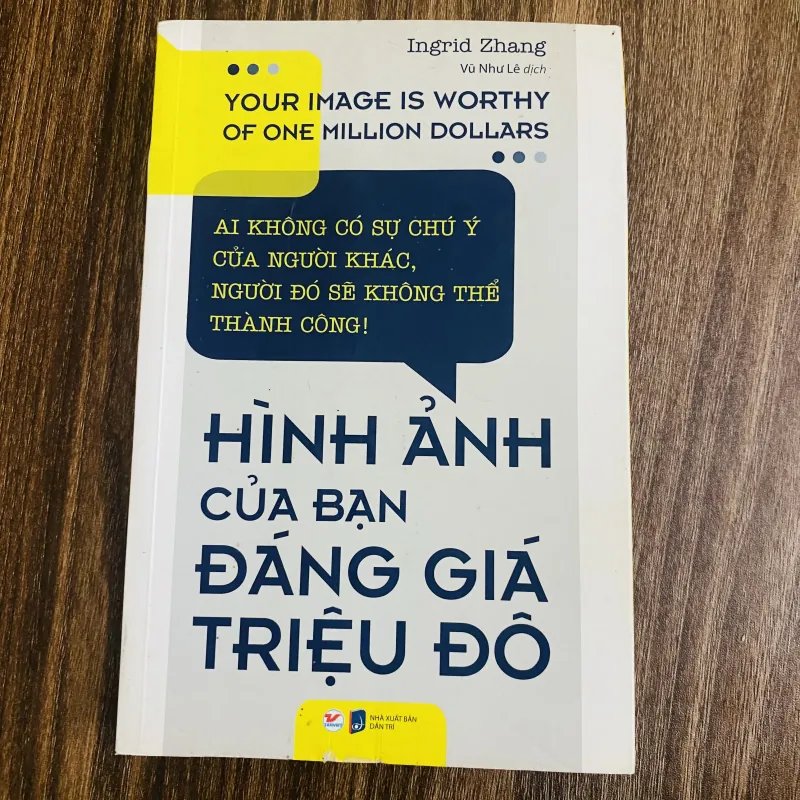 Ingrid Zhang
Vũ Như Lê dịch
YOUR IMAGE IS WORTHY
OF ONE MILLION DOLLARS
AI KHÔNG CÓ SỰ CHÚ Ý
CỦA NGƯỜI KHÁC,
NGƯỜI ĐÓ SẼ KHÔNG THỂ
THÀNH CÔNG!
HÌNH ẢNH
CỦA BẠN
ĐÁNG GIÁ
TRIỆU ĐÔ
NHÀ XUẤT BẢN
DÂN TRÍ